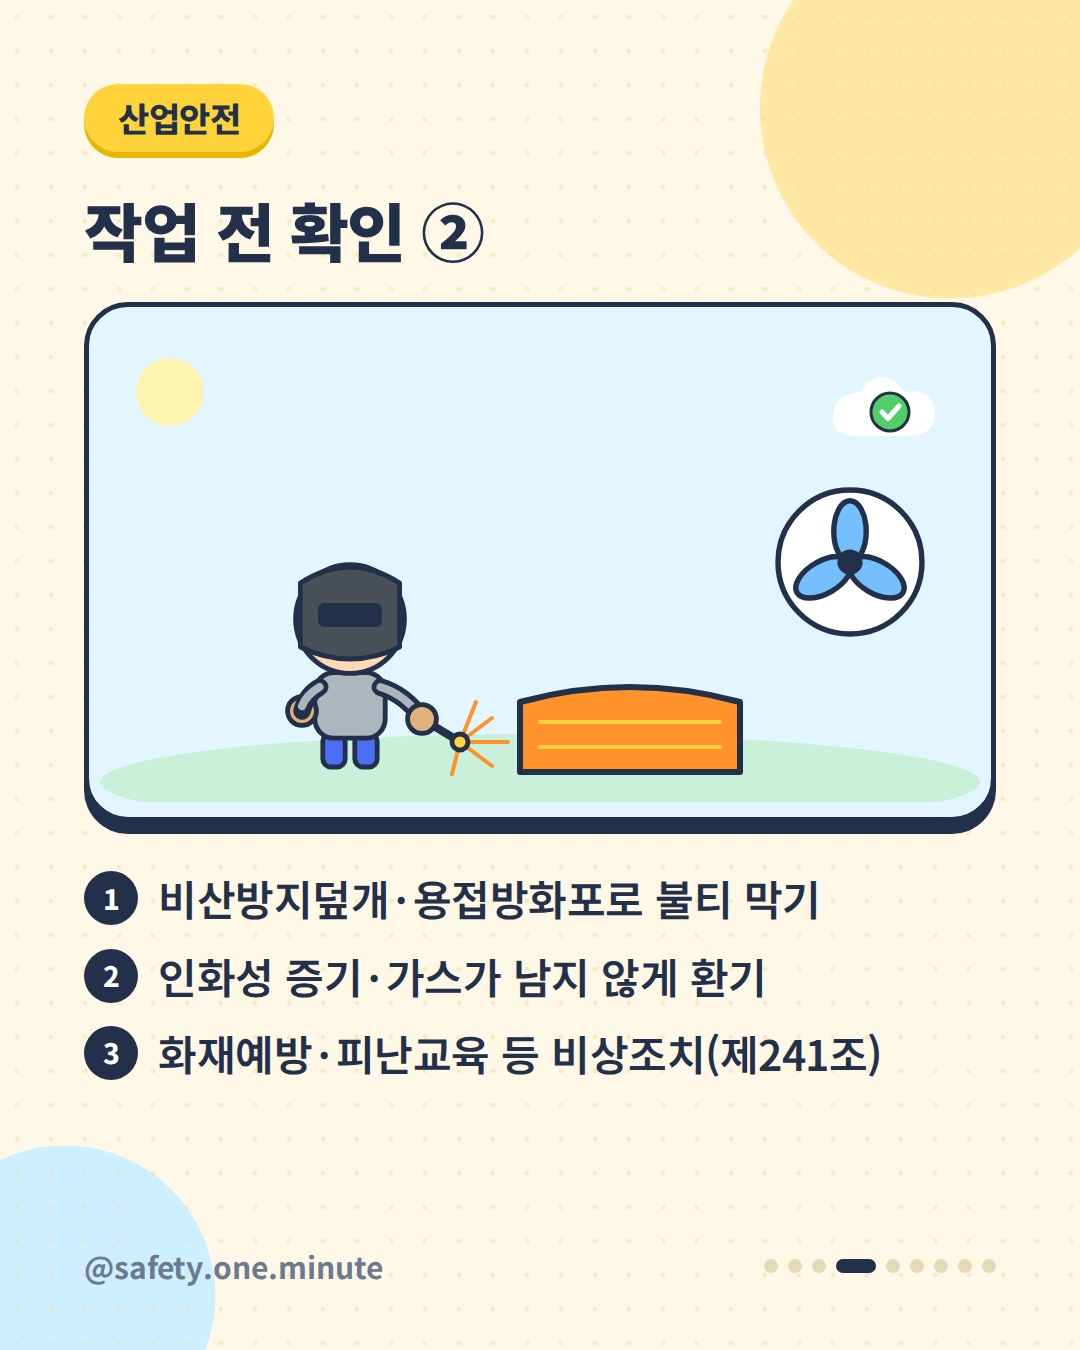 산업안전
작업 전 확인 ②
1 비산방지덮개·용접방화포로 불티 막기
2 인화성 증기·가스가 남지 않게 환기
3 화재예방·피난교육 등 비상조치(제241조)
@safety.one.minute